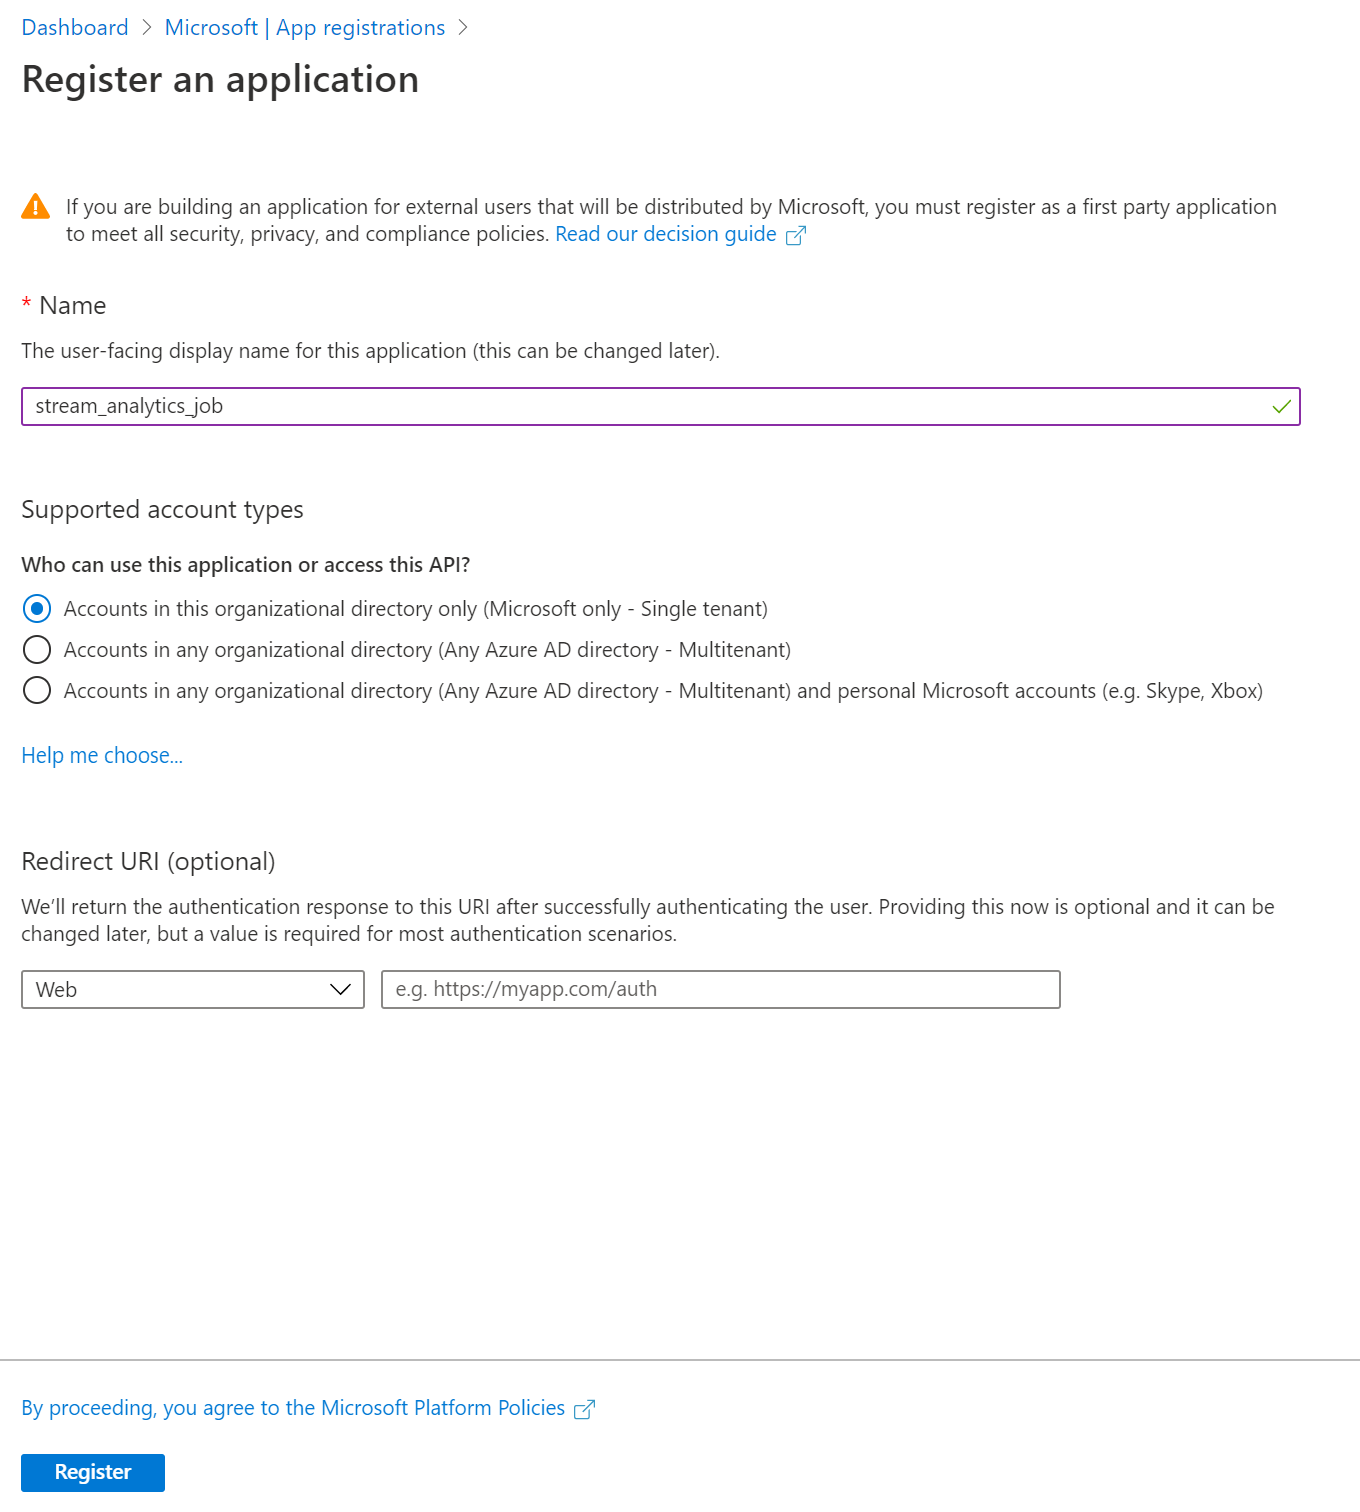 Dashboard > Microsoft | App registrations >
Register an application
If you are building an application for external users that will be distributed by Microsoft, you must register as a first party application
to meet all security, privacy, and compliance policies. Read our decision guide
* Name
The user-facing display name for this application (this can be changed later).
stream_analytics_job
Supported account types
Who can use this application or access this API?
Accounts in this organizational directory only (Microsoft only - Single tenant)
Accounts in any organizational directory (Any Azure AD directory - Multitenant)
Accounts in any organizational directory (Any Azure AD directory - Multitenant) and personal Microsoft accounts (e.g. Skype, Xbox)
Help me choose...
Redirect URI (optional)
We’ll return the authentication response to this URI after successfully authenticating the user. Providing this now is optional and it can be
changed later, but a value is required for most authentication scenarios.
Web e.g. https://myapp.com/auth
By proceeding, you agree to the Microsoft Platform Policies
Register